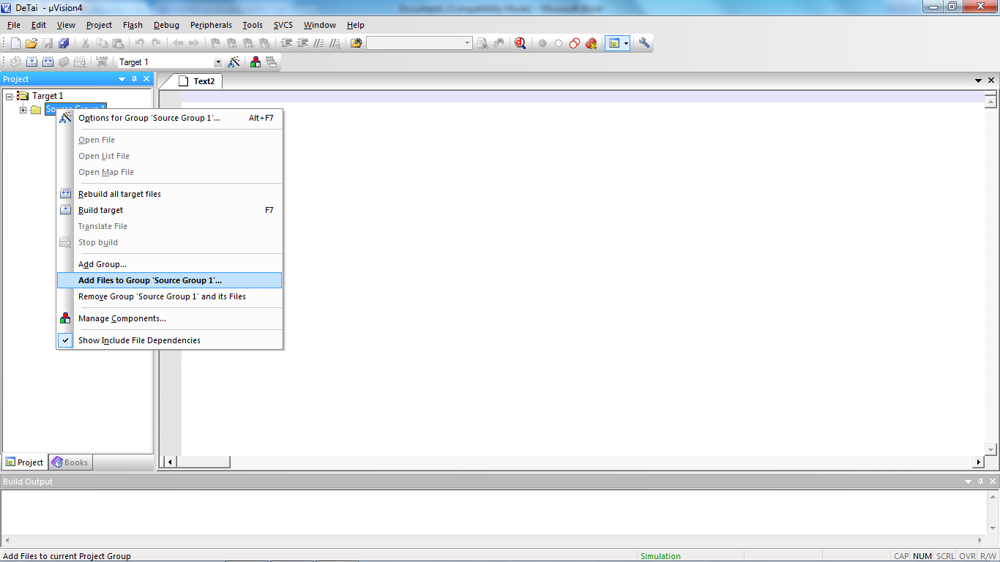 DeTai - µVision4
File Edit View Project Flash Debug Peripherals Tools SVCS Window Help
LOAD
Target 1
Project
Text2
Target 1
Source Group 1
Options for Group 'Source Group 1'... Alt+F7
Open File
Open List File
Open Map File
Rebuild all target files
Build target F7
Translate File
Stop build
Add Group...
Add Files to Group 'Source Group 1'...
Remove Group 'Source Group 1' and its Files
Manage Components...
Show Include File Dependencies
Project Books
Build Output
Add Files to current Project Group Simulation CAP NUM SCRL OVR R/W